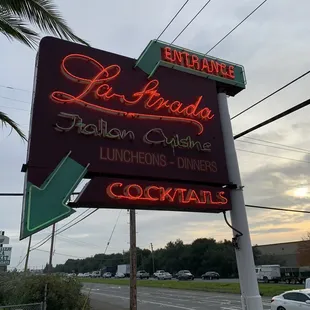 ENTRANCE
La Strada
Italian Cuisine
LUNCHEONS - DINNERS
COCKTAILS